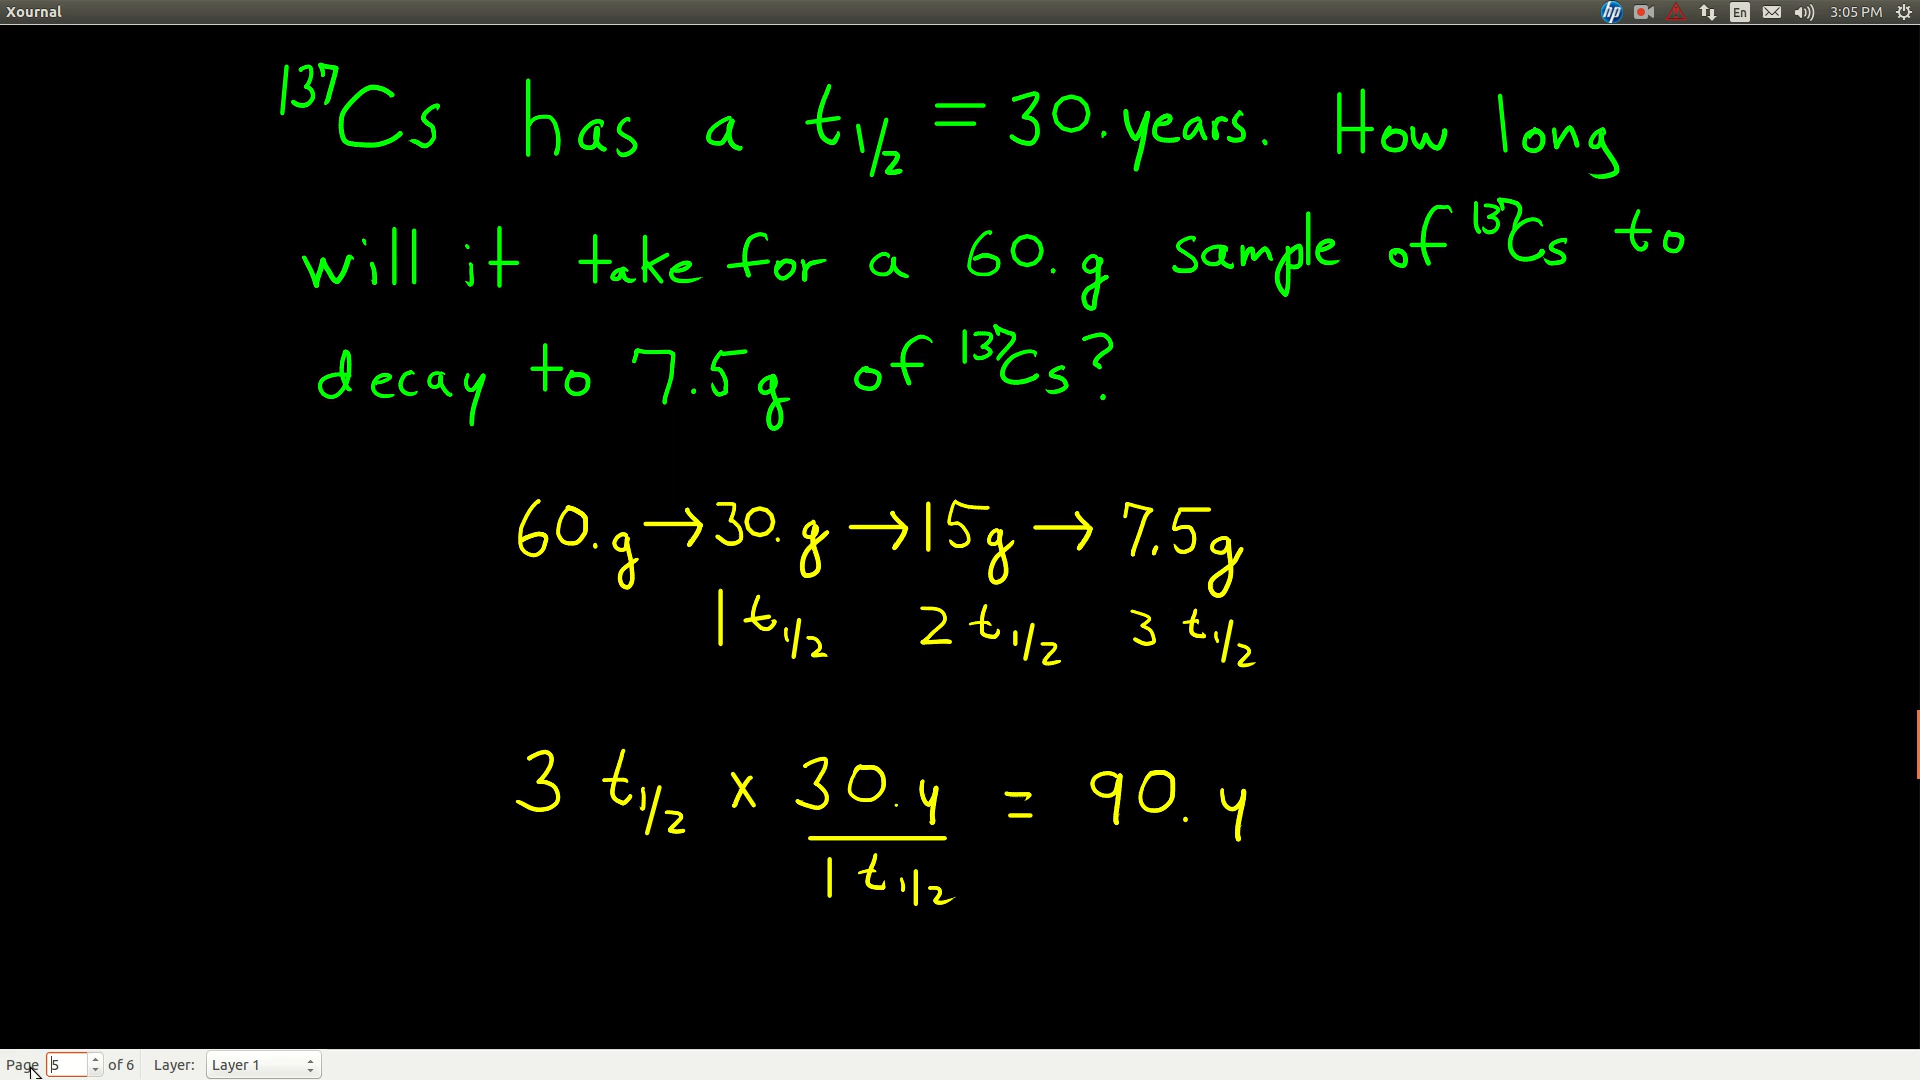 Xournal
hp En 3:05 PM
¹³⁷Cs has a t₁/₂ = 30. years. How long
will it take for a 60. g sample of ¹³⁷Cs to
decay to 7.5g of ¹³⁷Cs?
60. g → 30. g → 15g → 7.5g
1 t₁/₂ 2 t₁/₂ 3 t₁/₂
3 t₁/₂ x 30. y = 90. y
1 t₁/₂
Page 5 of 6 Layer: Layer 1